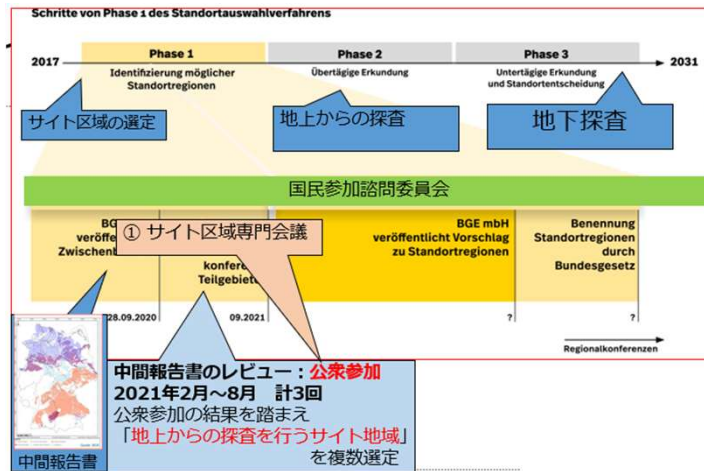 Schritte von Phase 1 des Standortauswahlverfahrens
Phase 1
Phase 2
Phase 3
2017
2031
Identifizierung möglicher
Standortregionen
Übertägige Erkundung
Untertägige Erkundung
und Standortentscheidung
サイト区域の選定
地上からの探査
地下探査
国民参加諮問委員会
① サイト区域専門会議
Teilgebiete
BGE mbH
veröffentlicht Vorschlag
zu Standortregionen
Benennung
Standortregionen
durch
Bundesgesetz
28.09.2020
09.2021
?
?
Regionalkonferenzen
中間報告書のレビュー：公衆参加
2021年2月～8月 計3回
公衆参加の結果を踏まえ
「地上からの探査を行うサイト地域」
を複数選定
中間報告書